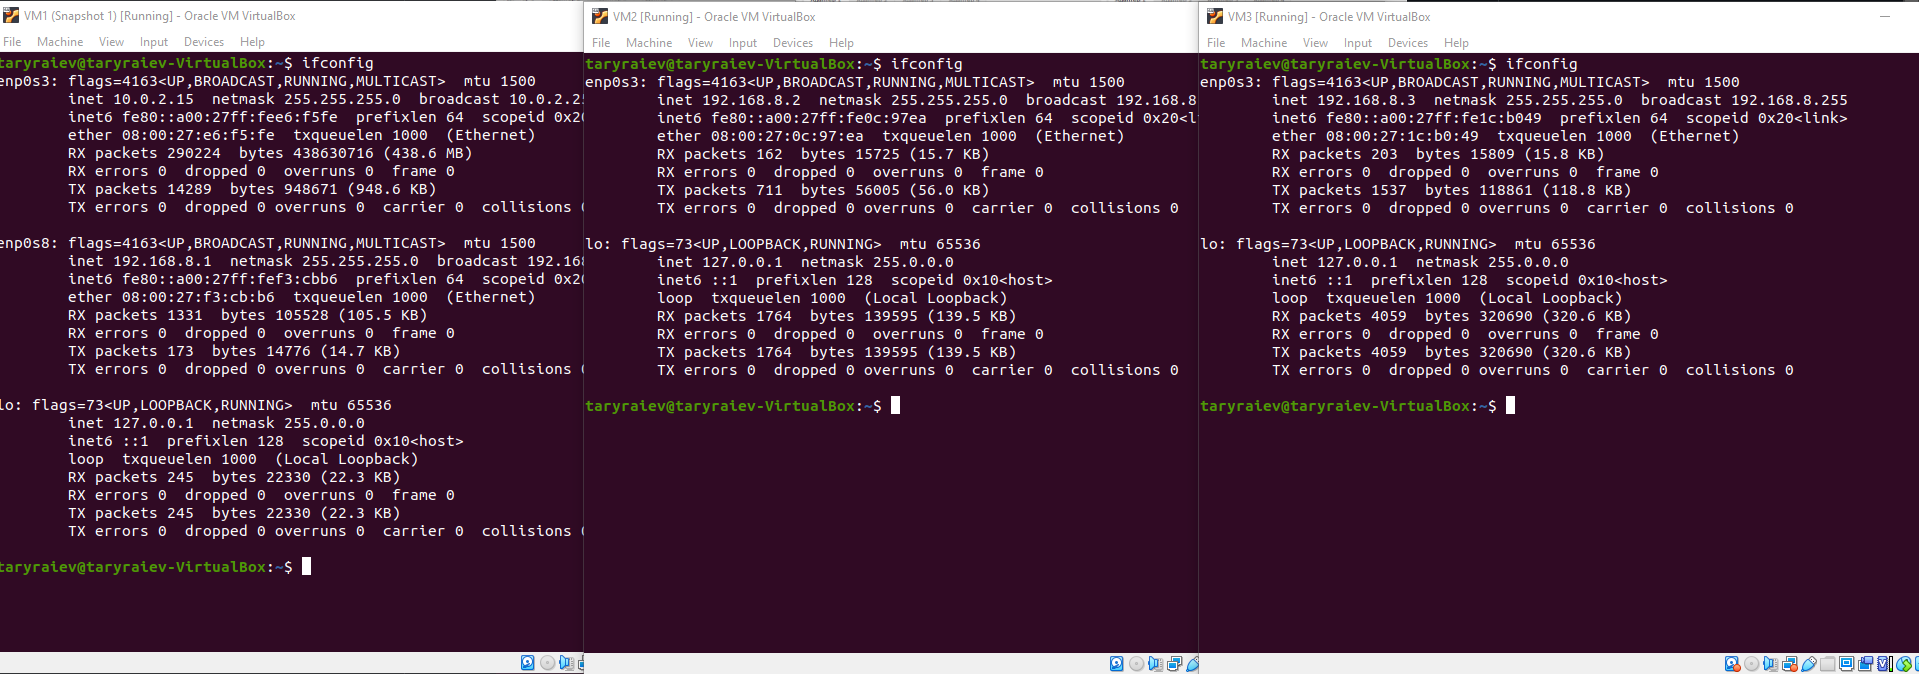 VM1 (Snapshot 1) [Running] - Oracle VM VirtualBox
File Machine View Input Devices Help
taryraiev@taryraiev-VirtualBox:~$ ifconfig
enp0s3: flags=4163<UP,BROADCAST,RUNNING,MULTICAST>  mtu 1500
inet 10.0.2.15  netmask 255.255.255.0  broadcast 10.0.2.25
inet6 fe80::a00:27ff:fee6:f5fe  prefixlen 64  scopeid 0x20
ether 08:00:27:e6:f5:fe  txqueuelen 1000  (Ethernet)
RX packets 290224  bytes 438630716 (438.6 MB)
RX errors 0  dropped 0  overruns 0  frame 0
TX packets 14289  bytes 948671 (948.6 KB)
TX errors 0  dropped 0 overruns 0  carrier 0  collisions 0
enp0s8: flags=4163<UP,BROADCAST,RUNNING,MULTICAST>  mtu 1500
inet 192.168.8.1  netmask 255.255.255.0  broadcast 192.168
inet6 fe80::a00:27ff:fef3:cbb6  prefixlen 64  scopeid 0x20
ether 08:00:27:f3:cb:b6  txqueuelen 1000  (Ethernet)
RX packets 1331  bytes 105528 (105.5 KB)
RX errors 0  dropped 0  overruns 0  frame 0
TX packets 173  bytes 14776 (14.7 KB)
TX errors 0  dropped 0 overruns 0  carrier 0  collisions 0
lo: flags=73<UP,LOOPBACK,RUNNING>  mtu 65536
inet 127.0.0.1  netmask 255.0.0.0
inet6 ::1  prefixlen 128  scopeid 0x10<host>
loop  txqueuelen 1000  (Local Loopback)
RX packets 245  bytes 22330 (22.3 KB)
RX errors 0  dropped 0  overruns 0  frame 0
TX packets 245  bytes 22330 (22.3 KB)
TX errors 0  dropped 0 overruns 0  carrier 0  collisions 0
taryraiev@taryraiev-VirtualBox:~$
VM2 [Running] - Oracle VM VirtualBox
File Machine View Input Devices Help
taryraiev@taryraiev-VirtualBox:~$ ifconfig
enp0s3: flags=4163<UP,BROADCAST,RUNNING,MULTICAST>  mtu 1500
inet 192.168.8.2  netmask 255.255.255.0  broadcast 192.168.8
inet6 fe80::a00:27ff:fe0c:97ea  prefixlen 64  scopeid 0x20<l
ether 08:00:27:0c:97:ea  txqueuelen 1000  (Ethernet)
RX packets 162  bytes 15725 (15.7 KB)
RX errors 0  dropped 0  overruns 0  frame 0
TX packets 711  bytes 56005 (56.0 KB)
TX errors 0  dropped 0 overruns 0  carrier 0  collisions 0
lo: flags=73<UP,LOOPBACK,RUNNING>  mtu 65536
inet 127.0.0.1  netmask 255.0.0.0
inet6 ::1  prefixlen 128  scopeid 0x10<host>
loop  txqueuelen 1000  (Local Loopback)
RX packets 1764  bytes 139595 (139.5 KB)
RX errors 0  dropped 0  overruns 0  frame 0
TX packets 1764  bytes 139595 (139.5 KB)
TX errors 0  dropped 0 overruns 0  carrier 0  collisions 0
taryraiev@taryraiev-VirtualBox:~$
VM3 [Running] - Oracle VM VirtualBox
File Machine View Input Devices Help
taryraiev@taryraiev-VirtualBox:~$ ifconfig
enp0s3: flags=4163<UP,BROADCAST,RUNNING,MULTICAST>  mtu 1500
inet 192.168.8.3  netmask 255.255.255.0  broadcast 192.168.8.255
inet6 fe80::a00:27ff:fe1c:b049  prefixlen 64  scopeid 0x20<link>
ether 08:00:27:1c:b0:49  txqueuelen 1000  (Ethernet)
RX packets 203  bytes 15809 (15.8 KB)
RX errors 0  dropped 0  overruns 0  frame 0
TX packets 1537  bytes 118861 (118.8 KB)
TX errors 0  dropped 0 overruns 0  carrier 0  collisions 0
lo: flags=73<UP,LOOPBACK,RUNNING>  mtu 65536
inet 127.0.0.1  netmask 255.0.0.0
inet6 ::1  prefixlen 128  scopeid 0x10<host>
loop  txqueuelen 1000  (Local Loopback)
RX packets 4059  bytes 320690 (320.6 KB)
RX errors 0  dropped 0  overruns 0  frame 0
TX packets 4059  bytes 320690 (320.6 KB)
TX errors 0  dropped 0 overruns 0  carrier 0  collisions 0
taryraiev@taryraiev-VirtualBox:~$